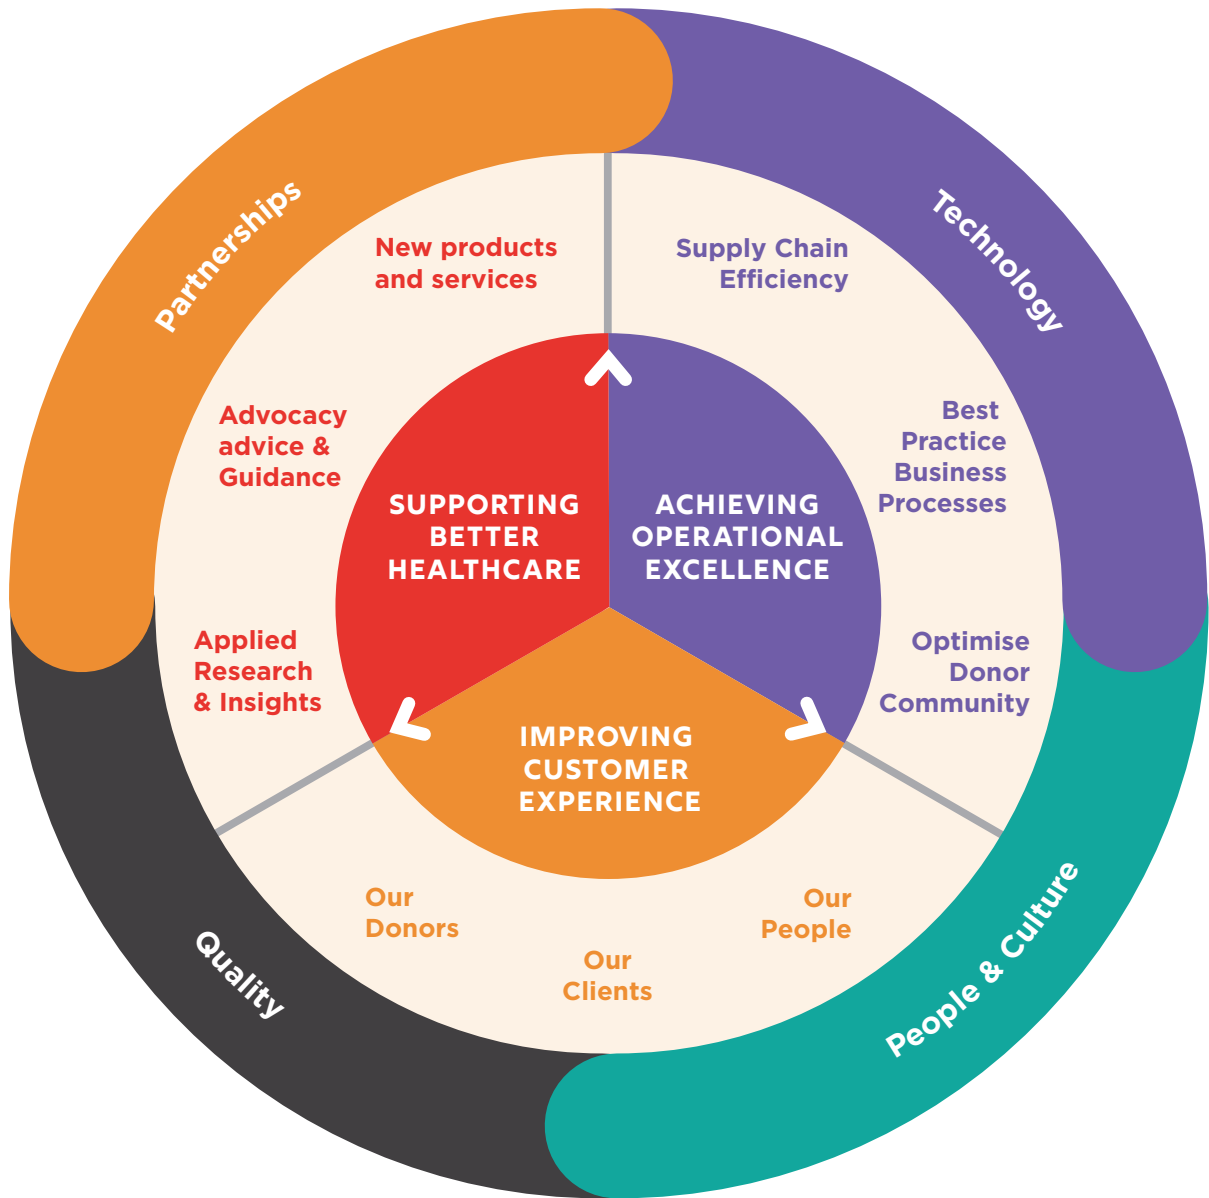 Partnerships
Technology
New products
and services
Supply Chain
Efficiency
Advocacy
advice &
Guidance
Best
Practice
Business
Processes
SUPPORTING
BETTER
HEALTHCARE
ACHIEVING
OPERATIONAL
EXCELLENCE
Applied
Research
& Insights
Optimise
Donor
Community
IMPROVING
CUSTOMER
EXPERIENCE
Our
Donors
Our
Clients
Our
People
Quality
People & Culture